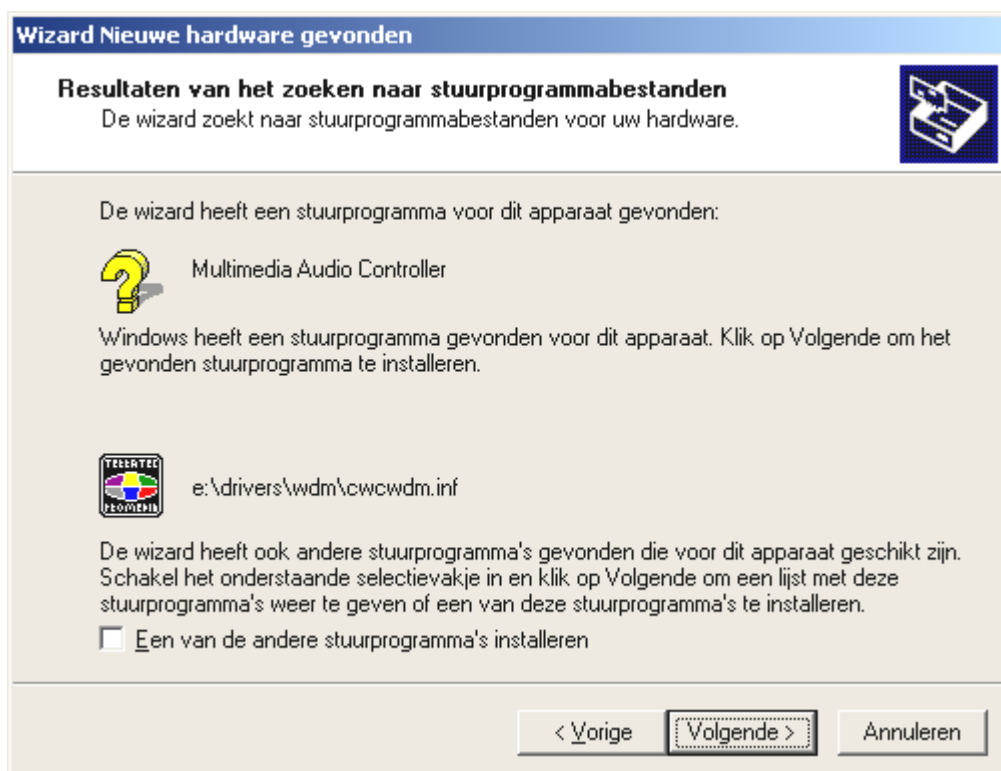 Wizard Nieuwe hardware gevonden
Resultaten van het zoeken naar stuurprogrammabestanden
De wizard zoekt naar stuurprogrammabestanden voor uw hardware.
De wizard heeft een stuurprogramma voor dit apparaat gevonden:
Multimedia Audio Controller
Windows heeft een stuurprogramma gevonden voor dit apparaat. Klik op Volgende om het
gevonden stuurprogramma te installeren.
TERRATEC
PROMEDIA
e:\drivers\wdm\cwcwdm.inf
De wizard heeft ook andere stuurprogramma's gevonden die voor dit apparaat geschikt zijn.
Schakel het onderstaande selectievakje in en klik op Volgende om een lijst met deze
stuurprogramma's weer te geven of een van deze stuurprogramma's te installeren.
Een van de andere stuurprogramma's installeren
< Vorige Volgende > Annuleren